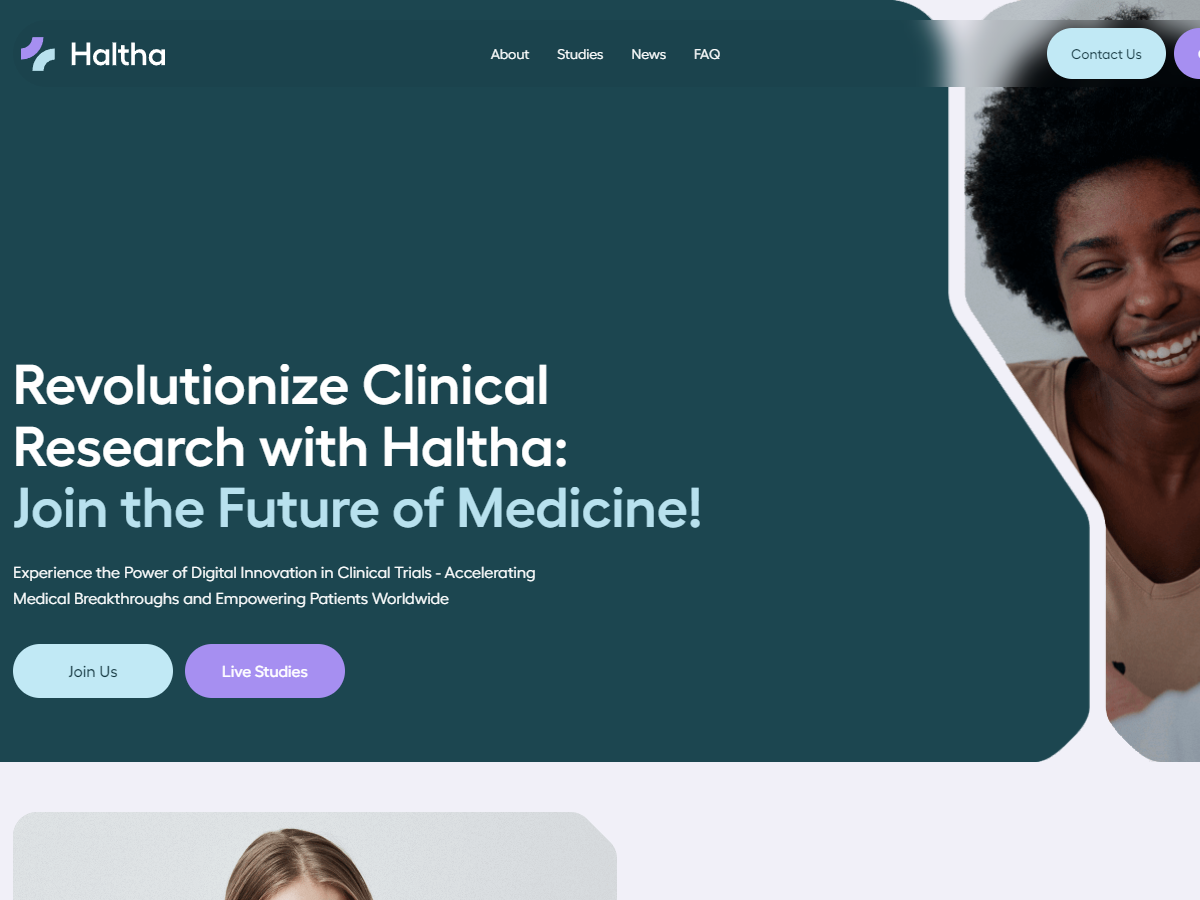 Haltha
About
Studies
News
FAQ
Contact Us
Revolutionize Clinical
Research with Haltha:
Join the Future of Medicine!
Experience the Power of Digital Innovation in Clinical Trials - Accelerating
Medical Breakthroughs and Empowering Patients Worldwide
Join Us
Live Studies